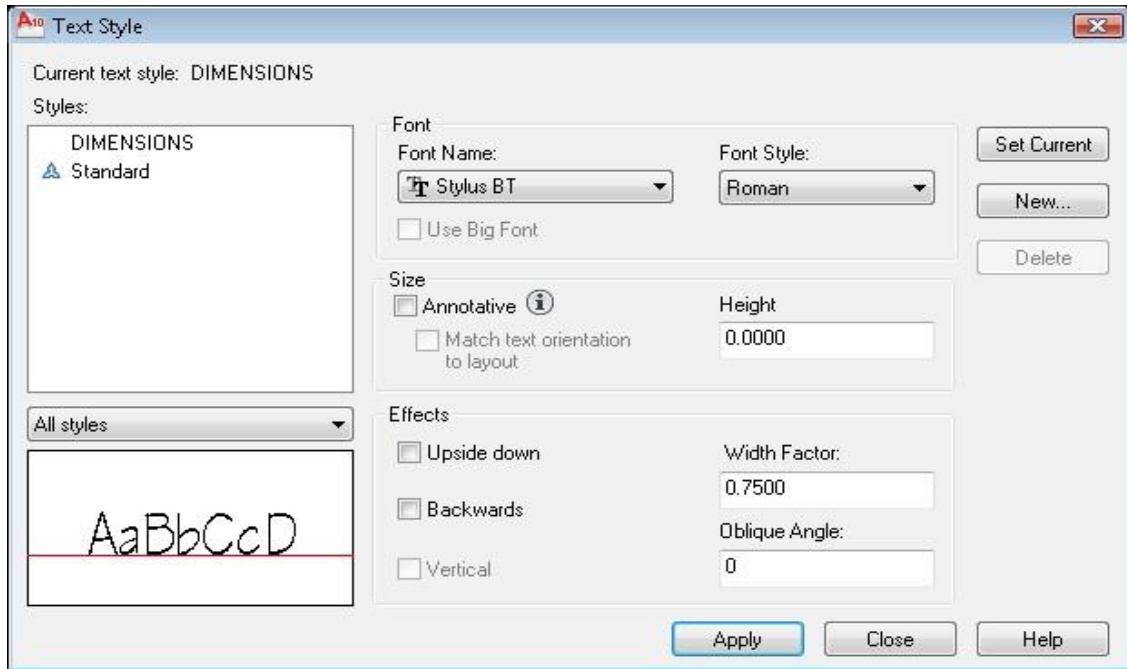 A10 Text Style
Current text style: DIMENSIONS
Styles:
DIMENSIONS
Standard
All styles
AaBbCcD
Font
Font Name:
Stylus BT
Font Style:
Roman
Use Big Font
Size
Annotative
Match text orientation
to layout
Height
0.0000
Effects
Upside down
Backwards
Vertical
Width Factor:
0.7500
Oblique Angle:
0
Set Current
New...
Delete
Apply
Close
Help